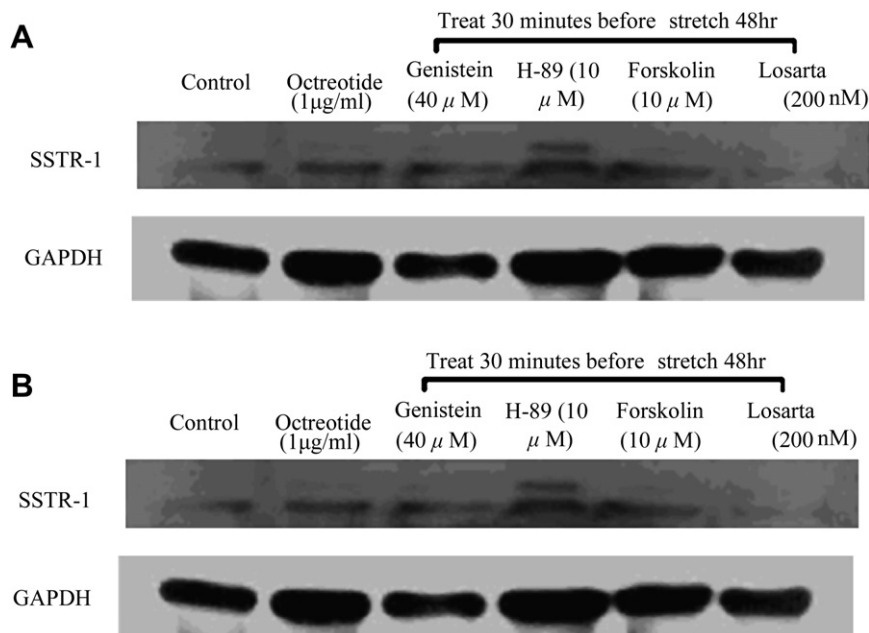 A
Treat 30 minutes before stretch 48hr
Control
Octreotide
(1μg/ml)
Genistein
(40 μ M)
H-89 (10
μ M)
Forskolin
(10 μ M)
Losarta
(200 nM)
SSTR-1
GAPDH
B
Treat 30 minutes before stretch 48hr
Control
Octreotide
(1μg/ml)
Genistein
(40 μ M)
H-89 (10
μ M)
Forskolin
(10 μ M)
Losarta
(200 nM)
SSTR-1
GAPDH